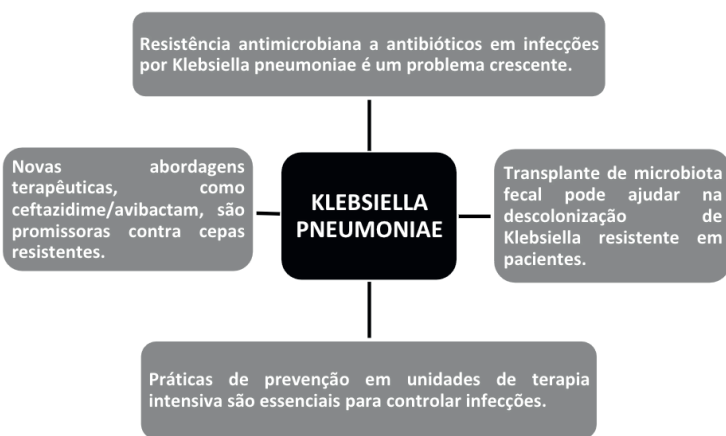 Resistência antimicrobiana a antibióticos em infecções
por Klebsiella pneumoniae é um problema crescente.
Novas abordagens
terapêuticas, como
ceftazidime/avibactam, são
promissoras contra cepas
resistentes.
KLEBSIELLA
PNEUMONIAE
Transplante de microbiota
fecal pode ajudar na
descolonização de
Klebsiella resistente em
pacientes.
Práticas de prevenção em unidades de terapia
intensiva são essenciais para controlar infecções.